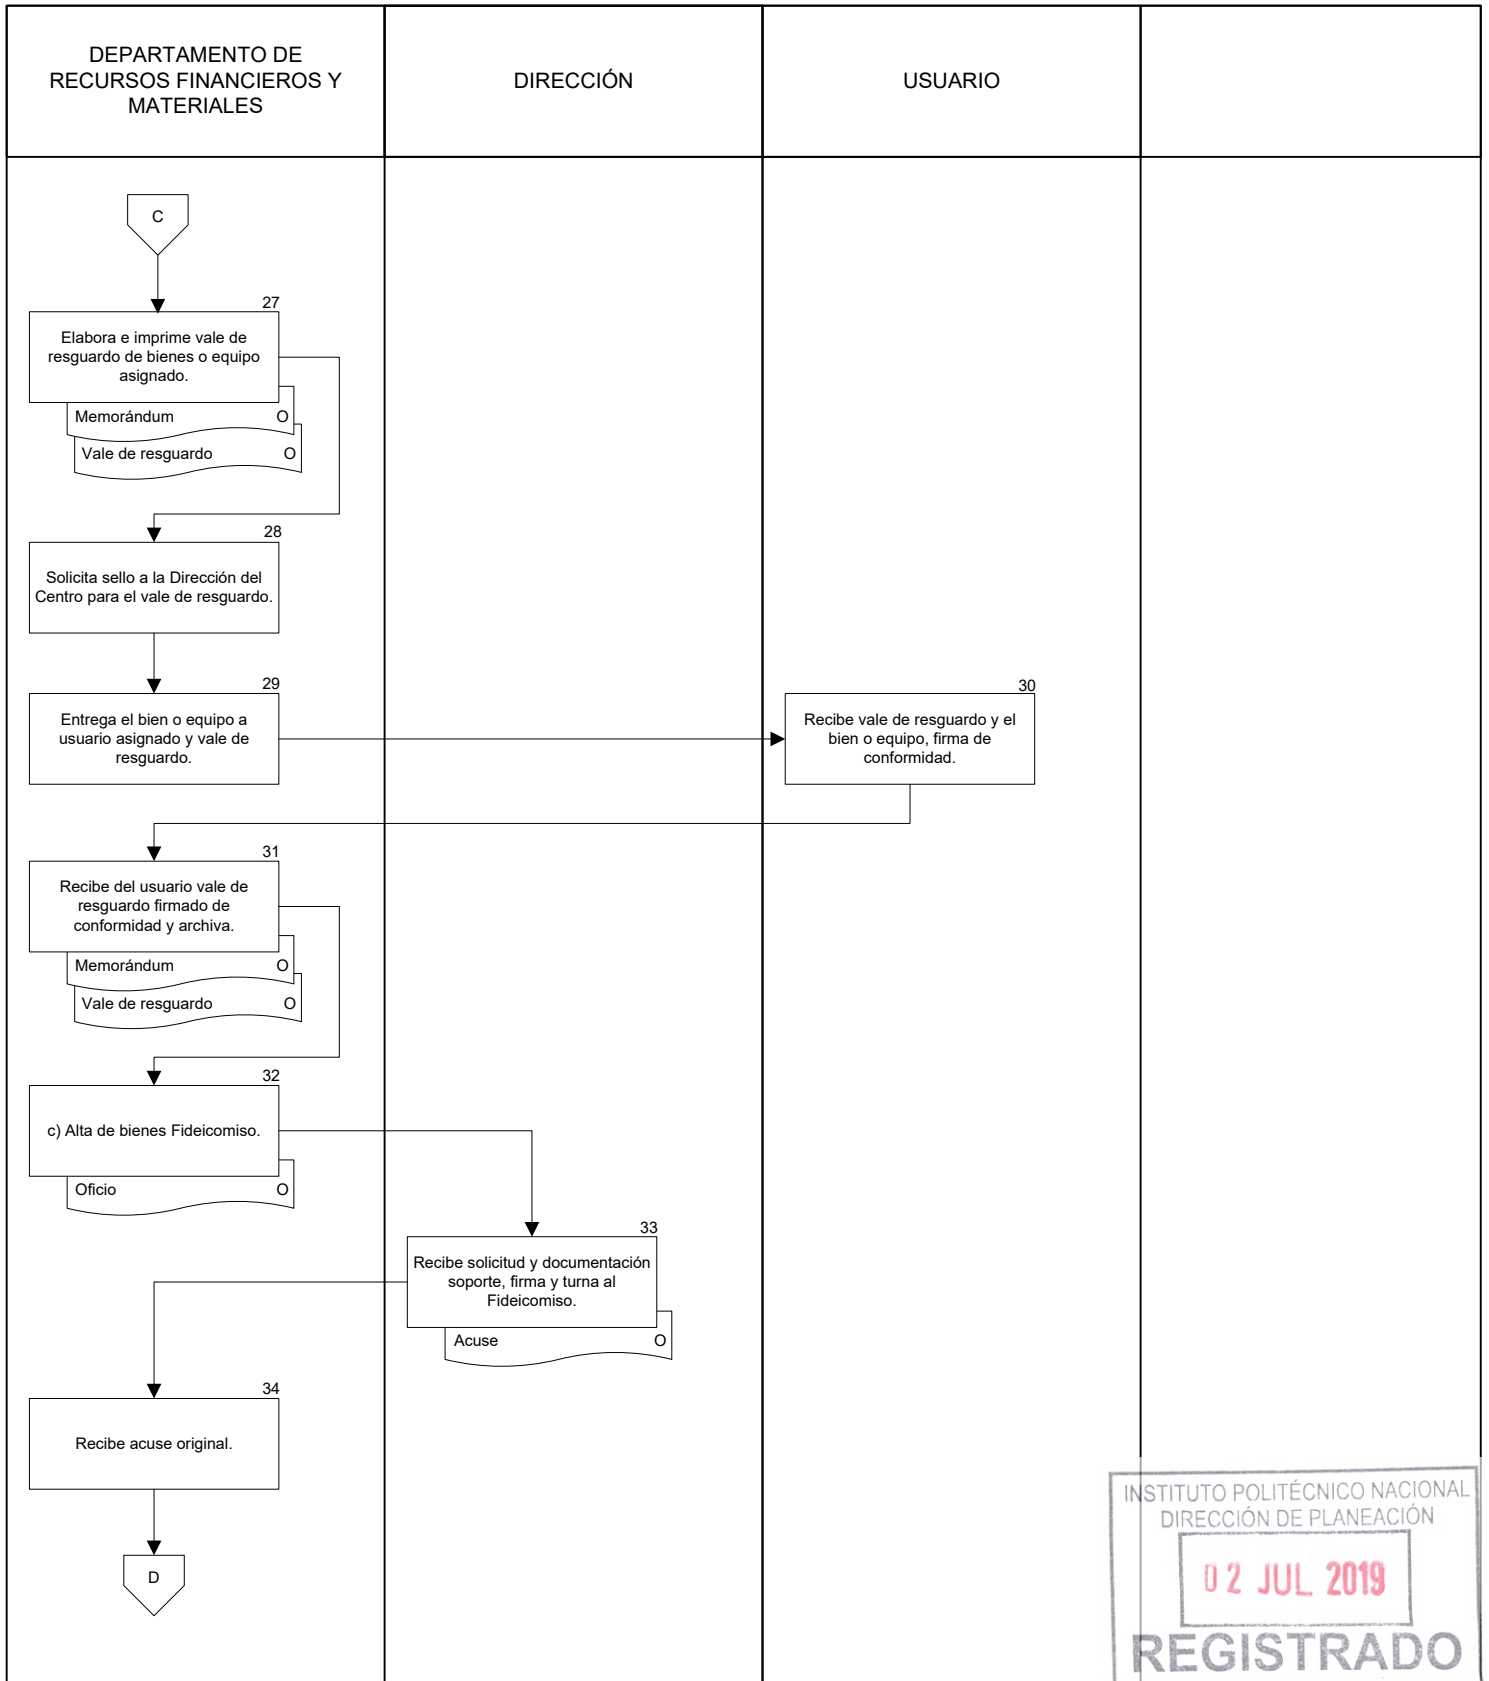 DEPARTAMENTO DE
RECURSOS FINANCIEROS Y
MATERIALES
DIRECCIÓN
USUARIO
C
27
Elabora e imprime vale de
resguardo de bienes o equipo
asignado.
Memorándum O
Vale de resguardo O
28
Solicita sello a la Dirección del
Centro para el vale de resguardo.
29
Entrega el bien o equipo a
usuario asignado y vale de
resguardo.
30
Recibe vale de resguardo y el
bien o equipo, firma de
conformidad.
31
Recibe del usuario vale de
resguardo firmado de
conformidad y archiva.
Memorándum O
Vale de resguardo O
32
c) Alta de bienes Fideicomiso.
Oficio O
33
Recibe solicitud y documentación
soporte, firma y turna al
Fideicomiso.
Acuse O
34
Recibe acuse original.
D
INSTITUTO POLITÉCNICO NACIONAL
DIRECCIÓN DE PLANEACIÓN
02 JUL 2019
REGISTRADO